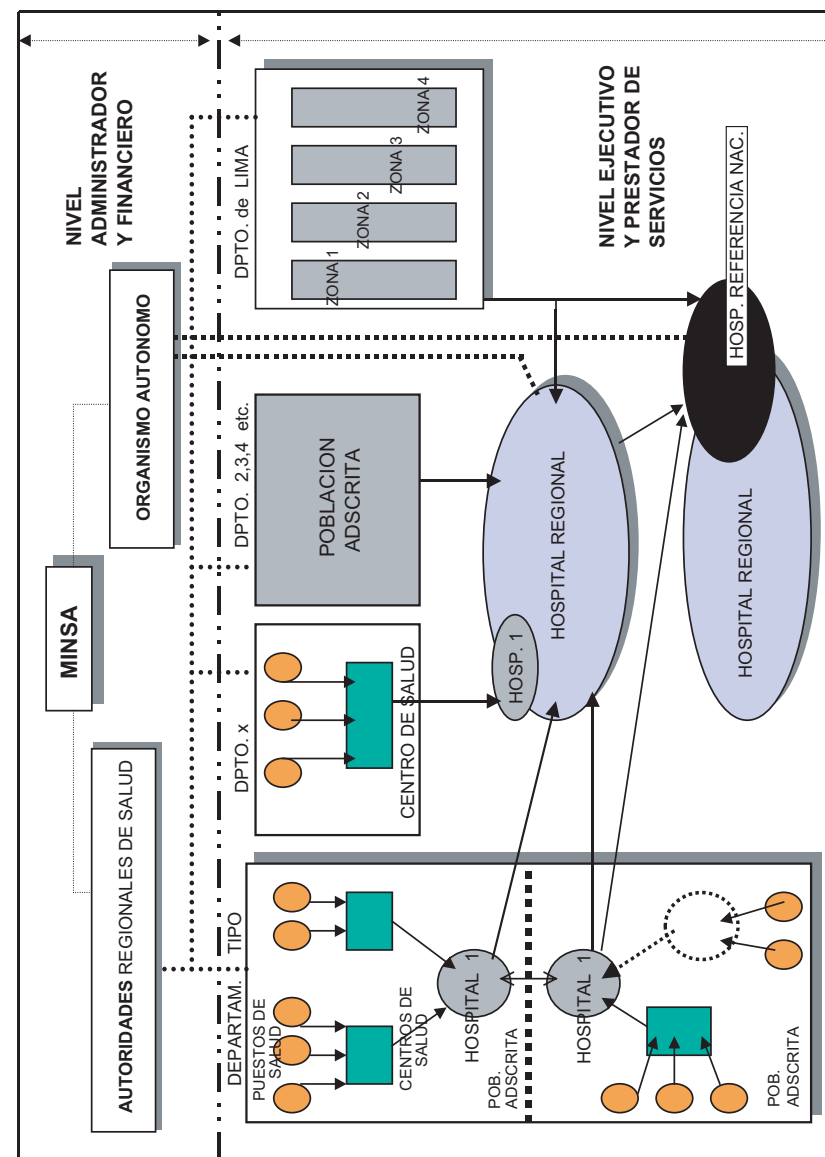 MINSA
AUTORIDADES REGIONALES DE SALUD
ORGANISMO AUTONOMO
NIVEL
ADMINISTRADOR
Y FINANCIERO
DEPARTAM. TIPO
DPTO. x
DPTO. 2,3,4 etc.
DPTO. de LIMA
PUESTOS DE
SALUD
CENTROS DE
SALUD
HOSPITAL 1
POB.
ADSCRITA
HOSPITAL 1
POB.
ADSCRITA
CENTRO DE SALUD
POBLACION
ADSCRITA
ZONA 1
ZONA 2
ZONA 3
ZONA 4
NIVEL EJECUTIVO
Y PRESTADOR DE
SERVICIOS
HOSP. 1
HOSPITAL REGIONAL
HOSPITAL REGIONAL
HOSP. REFERENCIA NAC.